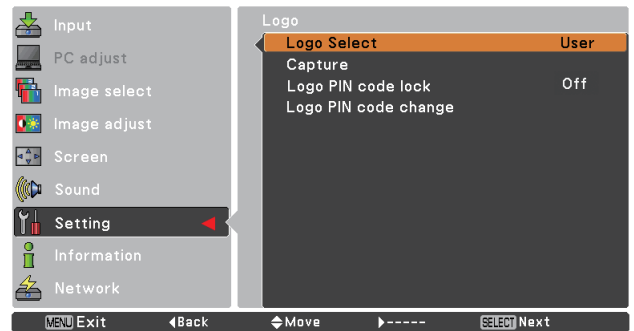 Input
PC adjust
Image select
Image adjust
Screen
Sound
Setting
Information
Network
Logo
Logo Select User
Capture
Logo PIN code lock Off
Logo PIN code change
MENU Exit Back Move ----- SELECT Next